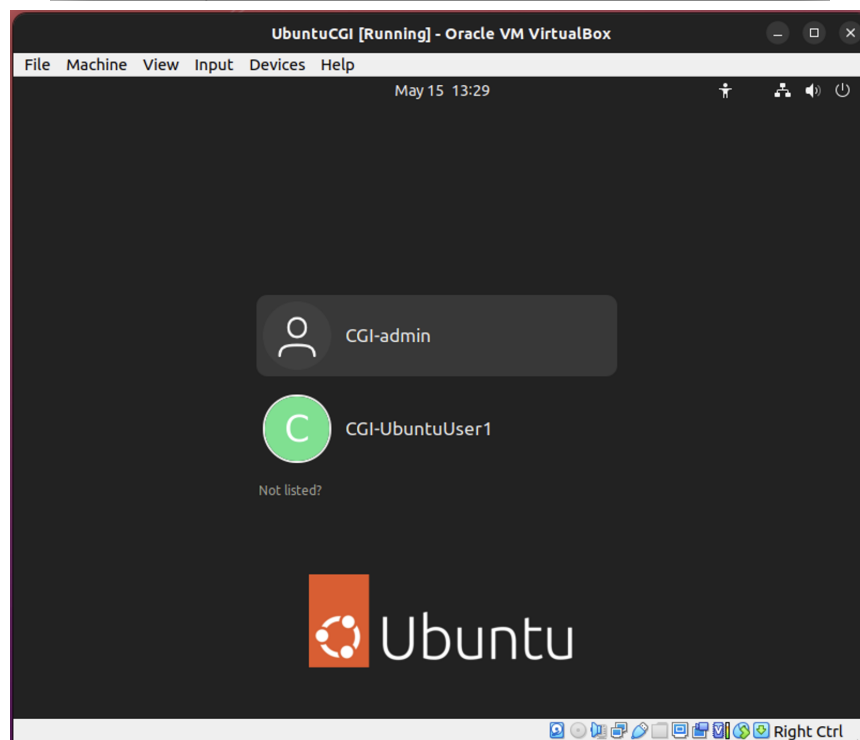 UbuntuCGI [Running] - Oracle VM VirtualBox
File Machine View Input Devices Help
May 15 13:29
CGI-admin
C
CGI-UbuntuUser1
Not listed?
Ubuntu
Right Ctrl